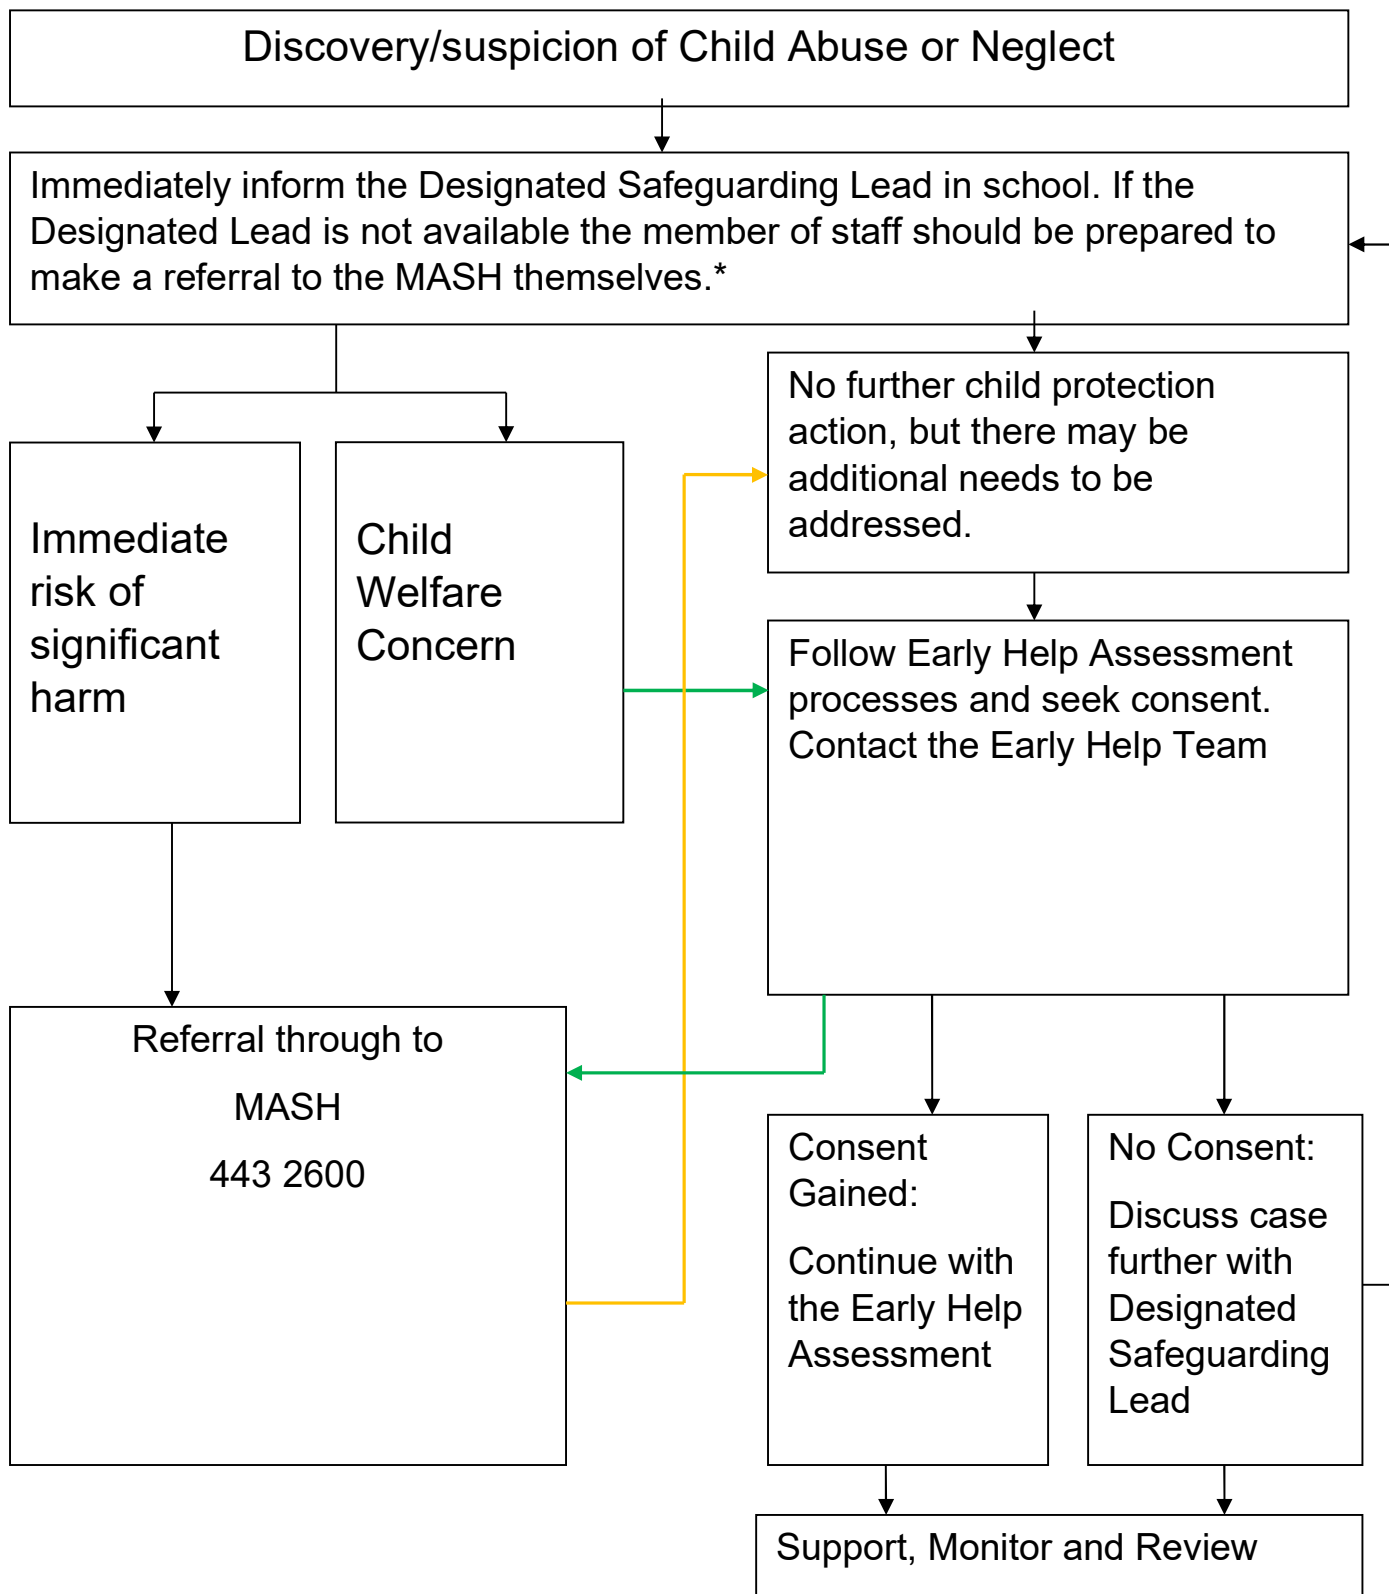 Discovery/suspicion of Child Abuse or Neglect
Immediately inform the Designated Safeguarding Lead in school. If the
Designated Lead is not available the member of staff should be prepared to
make a referral to the MASH themselves.*
No further child protection
action, but there may be
additional needs to be
addressed.
Immediate
risk of
significant
harm
Child
Welfare
Concern
Follow Early Help Assessment
processes and seek consent.
Contact the Early Help Team
Referral through to
MASH
443 2600
Consent
Gained:
Continue with
the Early Help
Assessment
No Consent:
Discuss case
further with
Designated
Safeguarding
Lead
Support, Monitor and Review